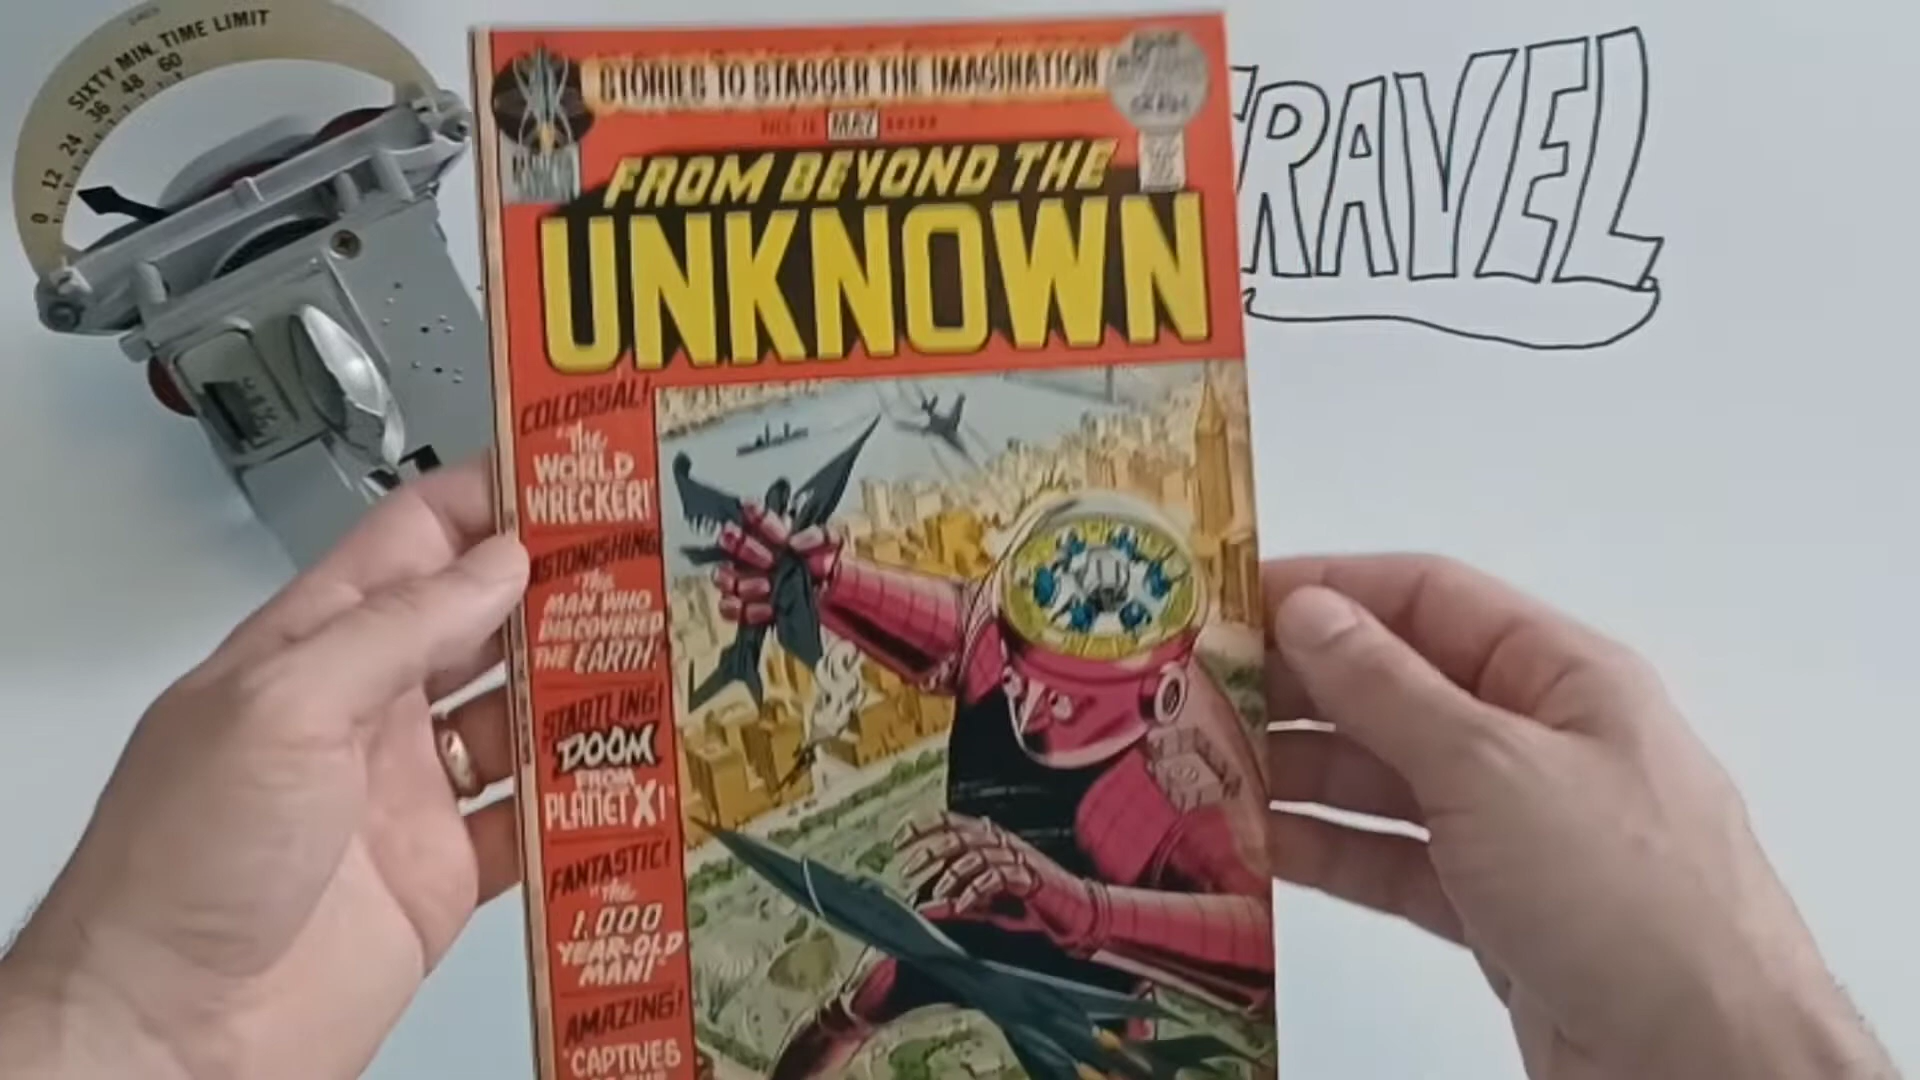 SIXTY MIN. TIME LIMIT
0 12 24 36 48 60
STORIES TO STAGGER THE IMAGINATION
MAY
FROM BEYOND THE
UNKNOWN
COLOSSAL!
"The
WORLD
WRECKER!"
ASTONISHING
"The
MAN WHO
DISCOVERED
THE EARTH!"
STARTLING!
"DOOM
FROM
PLANET X!"
FANTASTIC!
"The
1,000
YEAR-OLD
MAN!"
AMAZING!
"CAPTIVES
TRAVEL